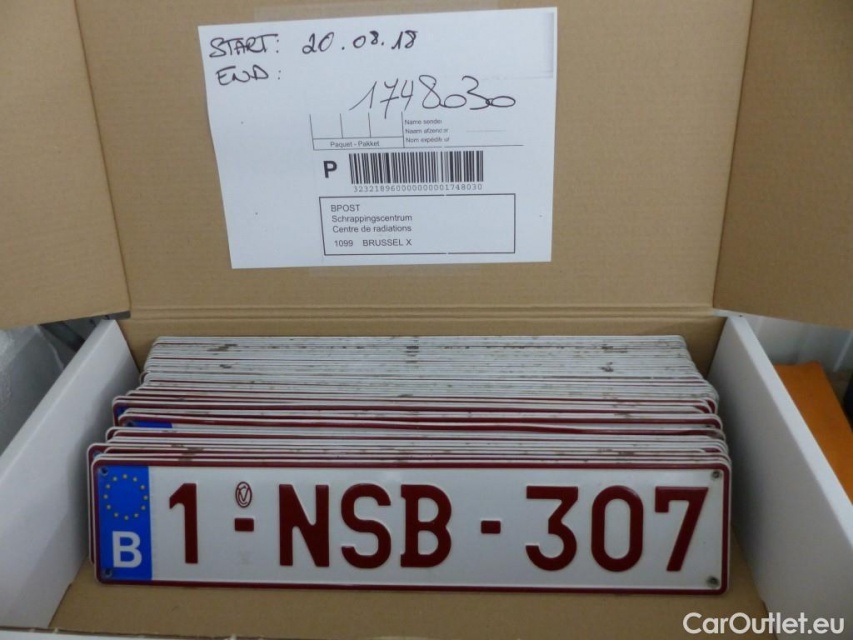 START: 20.08.18
END:
1748030
Name sender
Naam afzender
Nom expéditeur
Paquet - Pakket
P
323218960000000001748030
BPOST
Schrappingscentrum
Centre de radiations
1099 BRUSSEL X
B 1-NSB-307
CarOutlet.eu